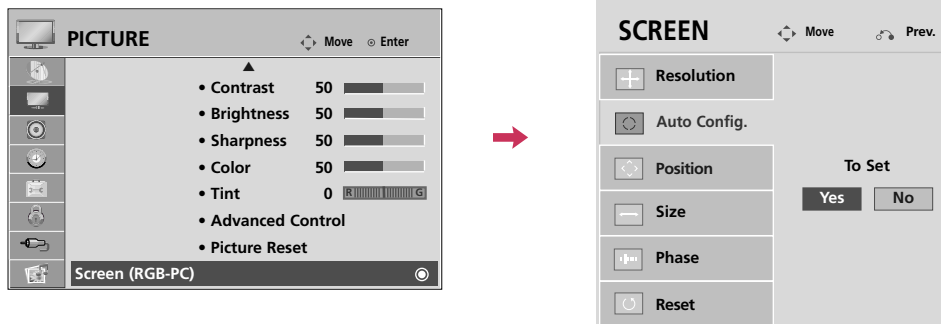 PICTURE Move Enter
• Contrast 50
• Brightness 50
• Sharpness 50
• Color 50
• Tint 0 R G
• Advanced Control
• Picture Reset
Screen (RGB-PC)
SCREEN Move Prev.
Resolution
Auto Config.
Position
Size
Phase
Reset
To Set
Yes No